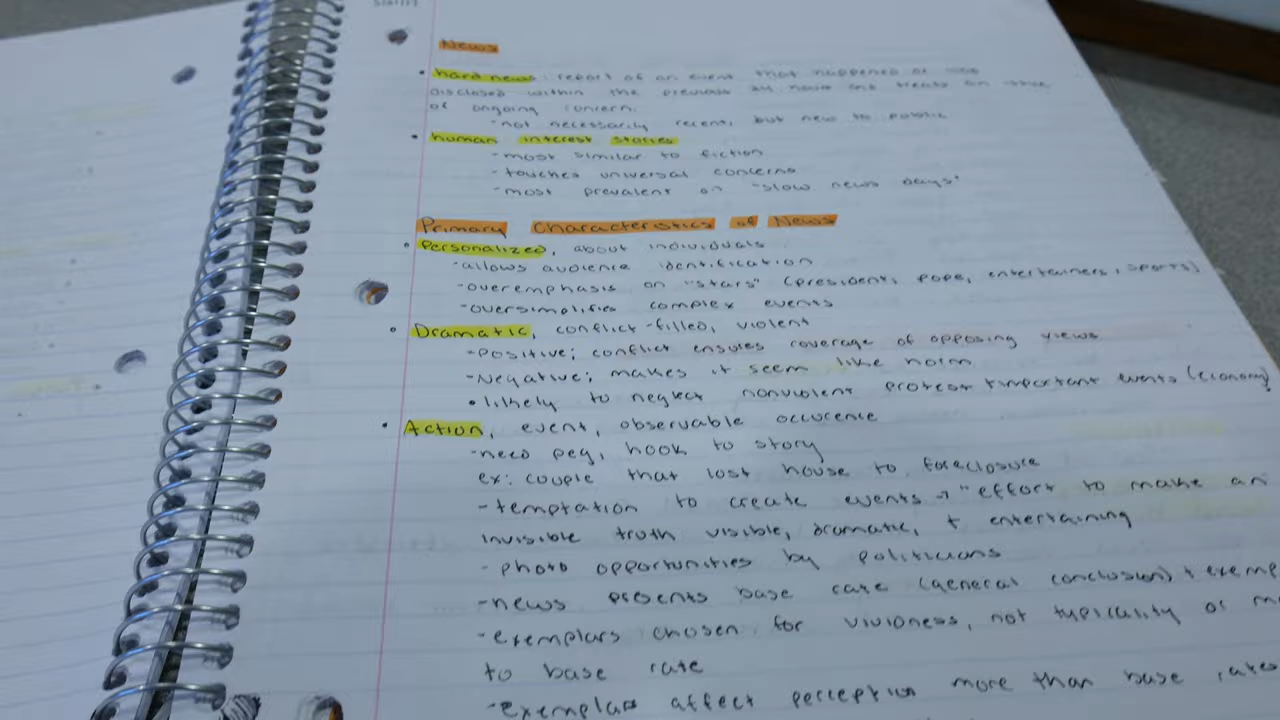 News
• hard news: report of an event that happened or was
disclosed within the previous 24 hours and treats an issue
of ongoing concern.
-not necessarily recent, but new to public
• human interest stories
-most similar to fiction
-touches universal concerns
-most prevalent on "slow news days"
Primary Characteristics of News
• Personalized, about individuals
-allows audience identification
-overemphasis on "stars" (president, pope, entertainers, sports)
-oversimplifies complex events
• Dramatic, conflict-filled, violent
-Positive; conflict ensures coverage of opposing views
-Negative; makes it seem like norm
•likely to neglect nonviolent protest + important events (economy)
• Action, event, observable occurence
-need peg, hook to story
ex: couple that lost house to foreclosure
-temptation to create events → "effort to make an
invisible truth visible, dramatic, + entertaining
-photo opportunities by politicians
-news presents base rate (general conclusion) + exemp
-exemplars chosen for vividness, not typicality or
to base rate
-exemplars affect perception more than base rates